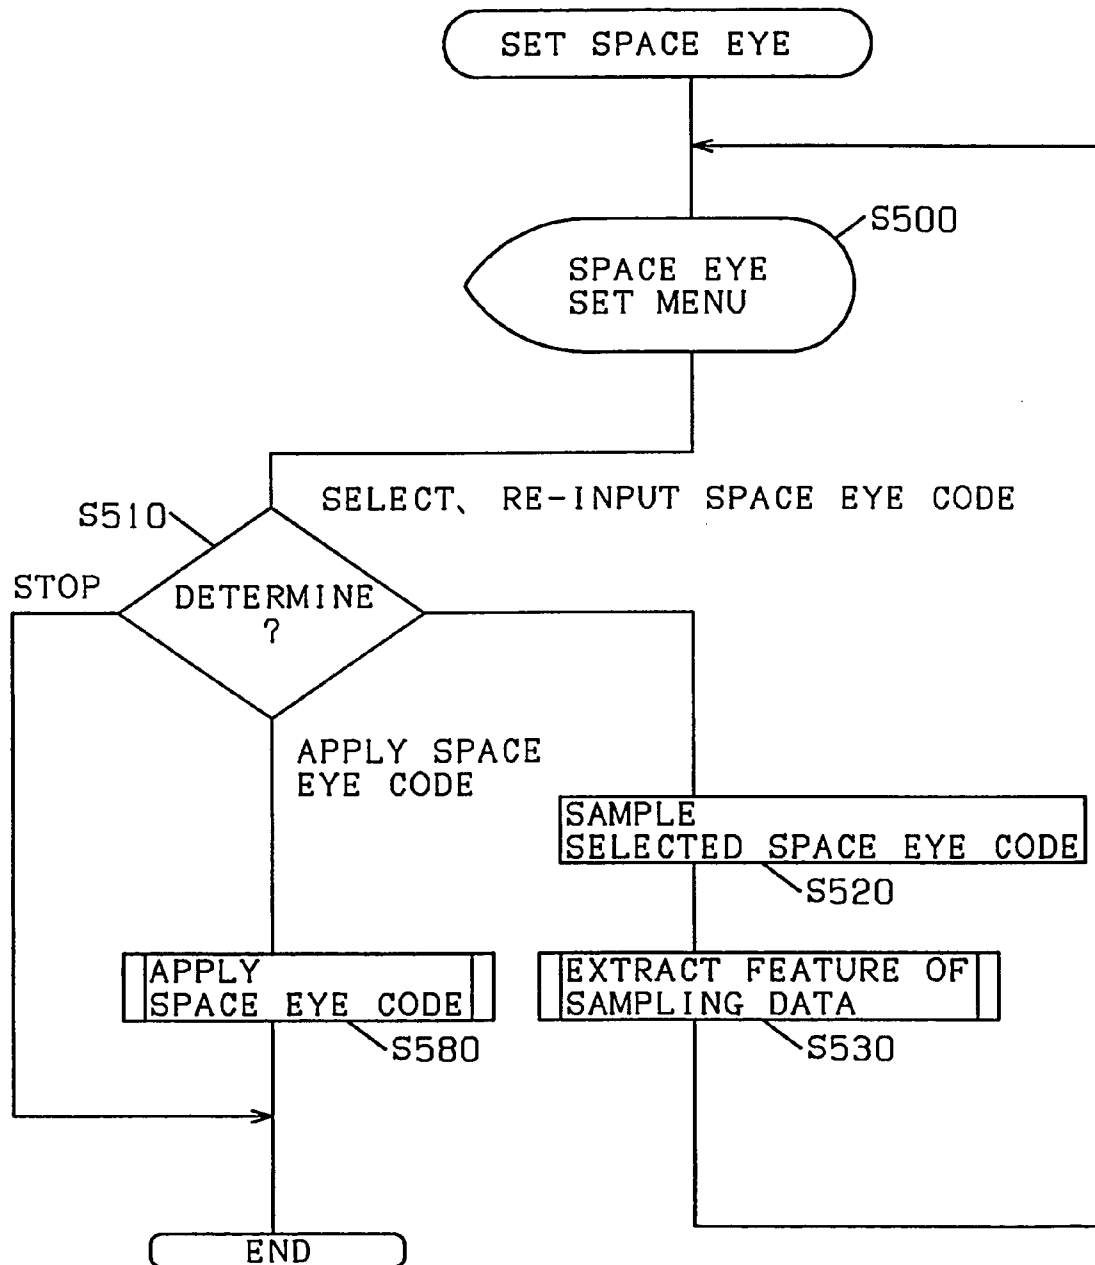 SET SPACE EYE
S500
SPACE EYE
SET MENU
SELECT、 RE-INPUT SPACE EYE CODE
S510
STOP
DETERMINE
?
APPLY SPACE
EYE CODE
SAMPLE
SELECTED SPACE EYE CODE
S520
APPLY
SPACE EYE CODE
S580
EXTRACT FEATURE OF
SAMPLING DATA
S530
END